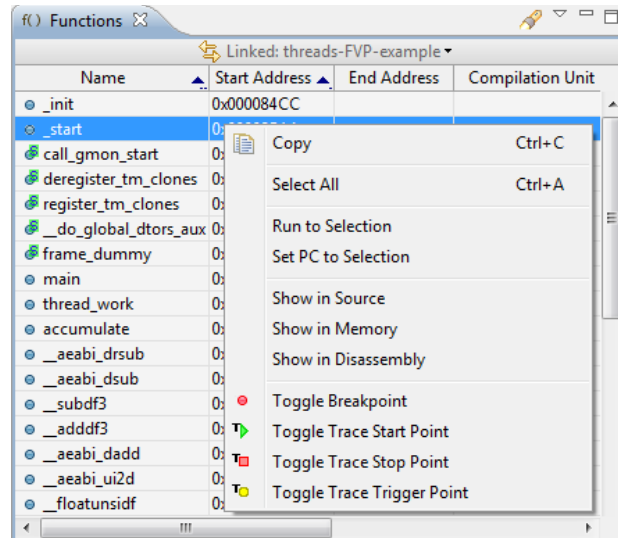 f() Functions
Linked: threads-FVP-example
Name Start Address End Address Compilation Unit
_init 0x000084CC
_start
call_gmon_start
deregister_tm_clones
register_tm_clones
__do_global_dtors_aux
frame_dummy
main
thread_work
accumulate
__aeabi_drsub
__aeabi_dsub
__subdf3
__adddf3
__aeabi_dadd
__aeabi_ui2d
__floatunsidf
Copy Ctrl+C
Select All Ctrl+A
Run to Selection
Set PC to Selection
Show in Source
Show in Memory
Show in Disassembly
Toggle Breakpoint
Toggle Trace Start Point
Toggle Trace Stop Point
Toggle Trace Trigger Point